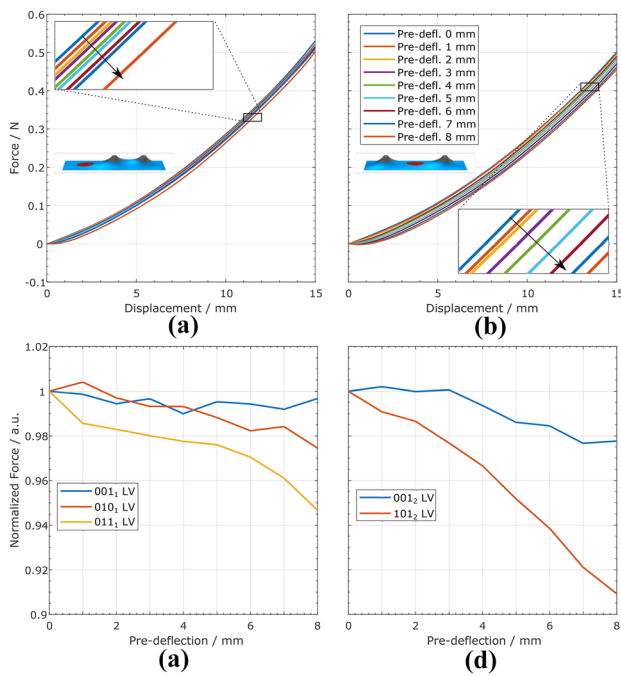 0.6
0.5
0.4
0.3
0.2
0.1
0
-0.1
Force / N
0
5
10
15
Displacement / mm
(a)
Pre-defl. 0 mm
Pre-defl. 1 mm
Pre-defl. 2 mm
Pre-defl. 3 mm
Pre-defl. 4 mm
Pre-defl. 5 mm
Pre-defl. 6 mm
Pre-defl. 7 mm
Pre-defl. 8 mm
0
5
10
15
Displacement / mm
(b)
1.02
1
0.98
0.96
0.94
0.92
0.9
Normalized Force / a.u.
001₁ LV
010₁ LV
011₁ LV
0
2
4
6
8
Pre-deflection / mm
(a)
001₂ LV
101₂ LV
0
2
4
6
8
Pre-deflection / mm
(d)